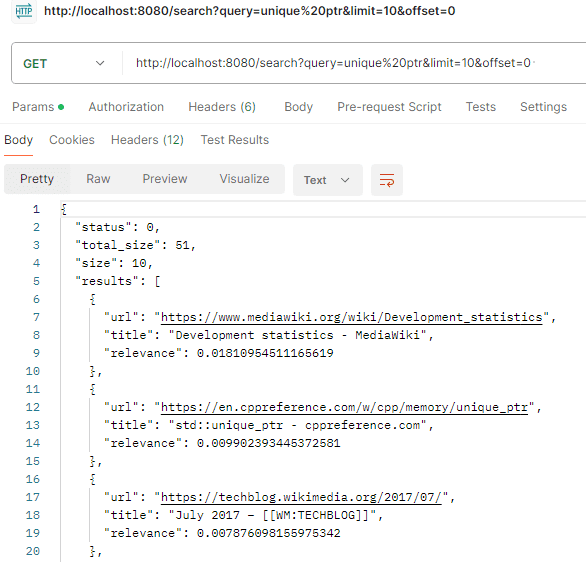 HTTP http://localhost:8080/search?query=unique%20ptr&limit=10&offset=0
GET http://localhost:8080/search?query=unique%20ptr&limit=10&offset=0
Params Authorization Headers (6) Body Pre-request Script Tests Settings
Body Cookies Headers (12) Test Results
Pretty Raw Preview Visualize Text
1 {
2 "status": 0,
3 "total_size": 51,
4 "size": 10,
5 "results": [
6 {
7 "url": "https://www.mediawiki.org/wiki/Development_statistics",
8 "title": "Development statistics - MediaWiki",
9 "relevance": 0.01810954511165619
10 },
11 {
12 "url": "https://en.cppreference.com/w/cpp/memory/unique_ptr",
13 "title": "std::unique_ptr - cppreference.com",
14 "relevance": 0.009902393445372581
15 },
16 {
17 "url": "https://techblog.wikimedia.org/2017/07/",
18 "title": "July 2017 – [[WM:TECHBLOG]]",
19 "relevance": 0.007876098155975342
20 },